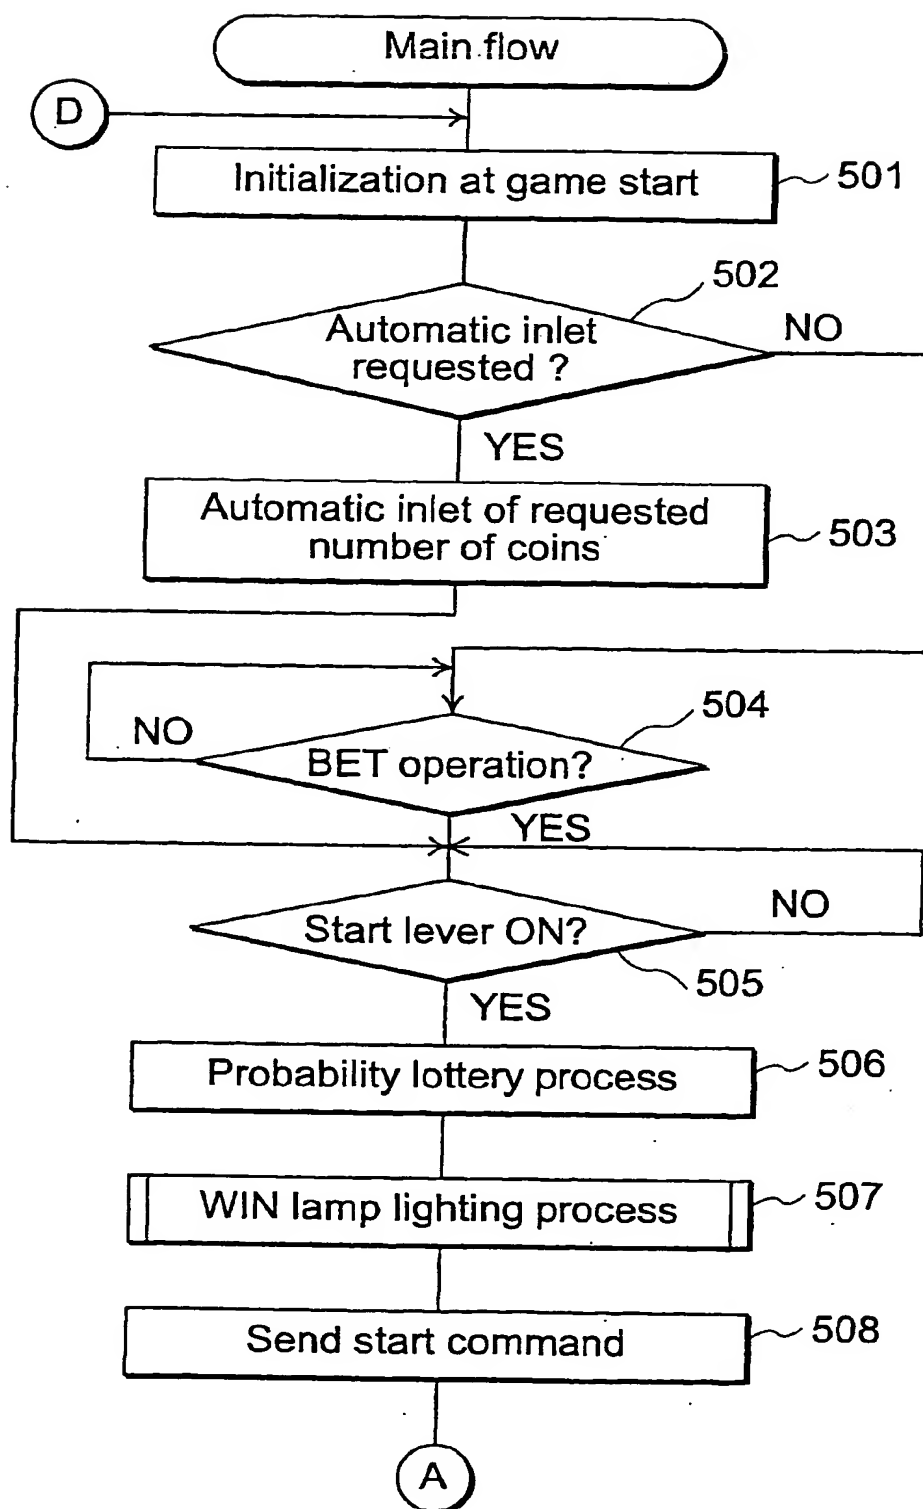 Main flow
D
Initialization at game start
501
502
Automatic inlet
requested ?
NO
YES
Automatic inlet of requested
number of coins
503
504
NO
BET operation?
YES
Start lever ON?
NO
505
YES
Probability lottery process
506
WIN lamp lighting process
507
Send start command
508
A